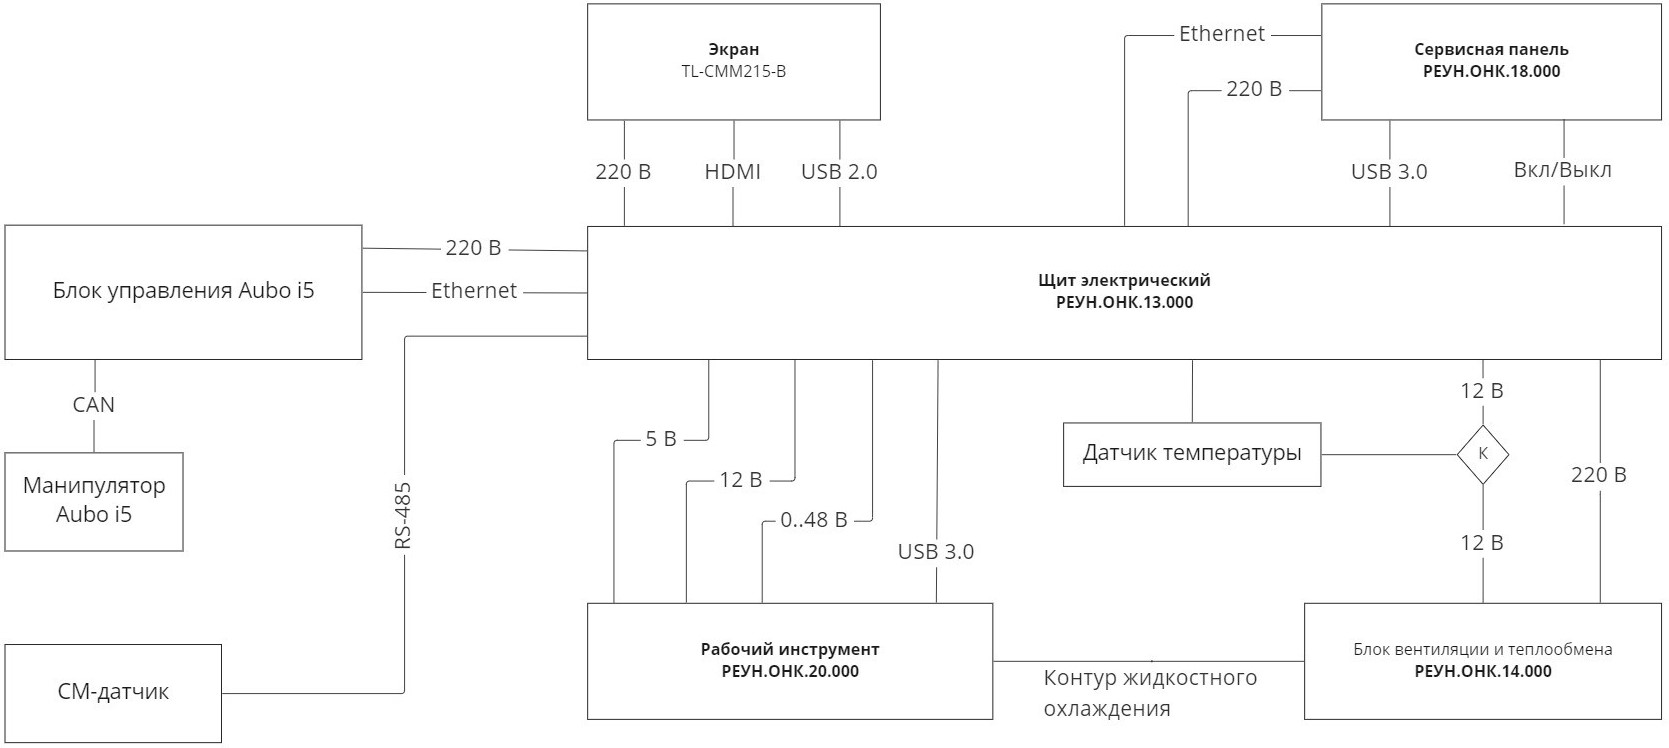 Экран
TL-CMM215-B
Ethernet
Сервисная панель
РЕУН.ОНК.18.000
220 В
220 В
HDMI
USB 2.0
USB 3.0
Вкл/Выкл
Блок управления Aubo i5
220 В
Ethernet
Щит электрический
РЕУН.ОНК.13.000
CAN
Манипулятор
Aubo i5
RS-485
5 В
12 В
0..48 В
USB 3.0
Датчик температуры
12 В
К
12 В
220 В
СМ-датчик
Рабочий инструмент
РЕУН.ОНК.20.000
Контур жидкостного
охлаждения
Блок вентиляции и теплообмена
РЕУН.ОНК.14.000